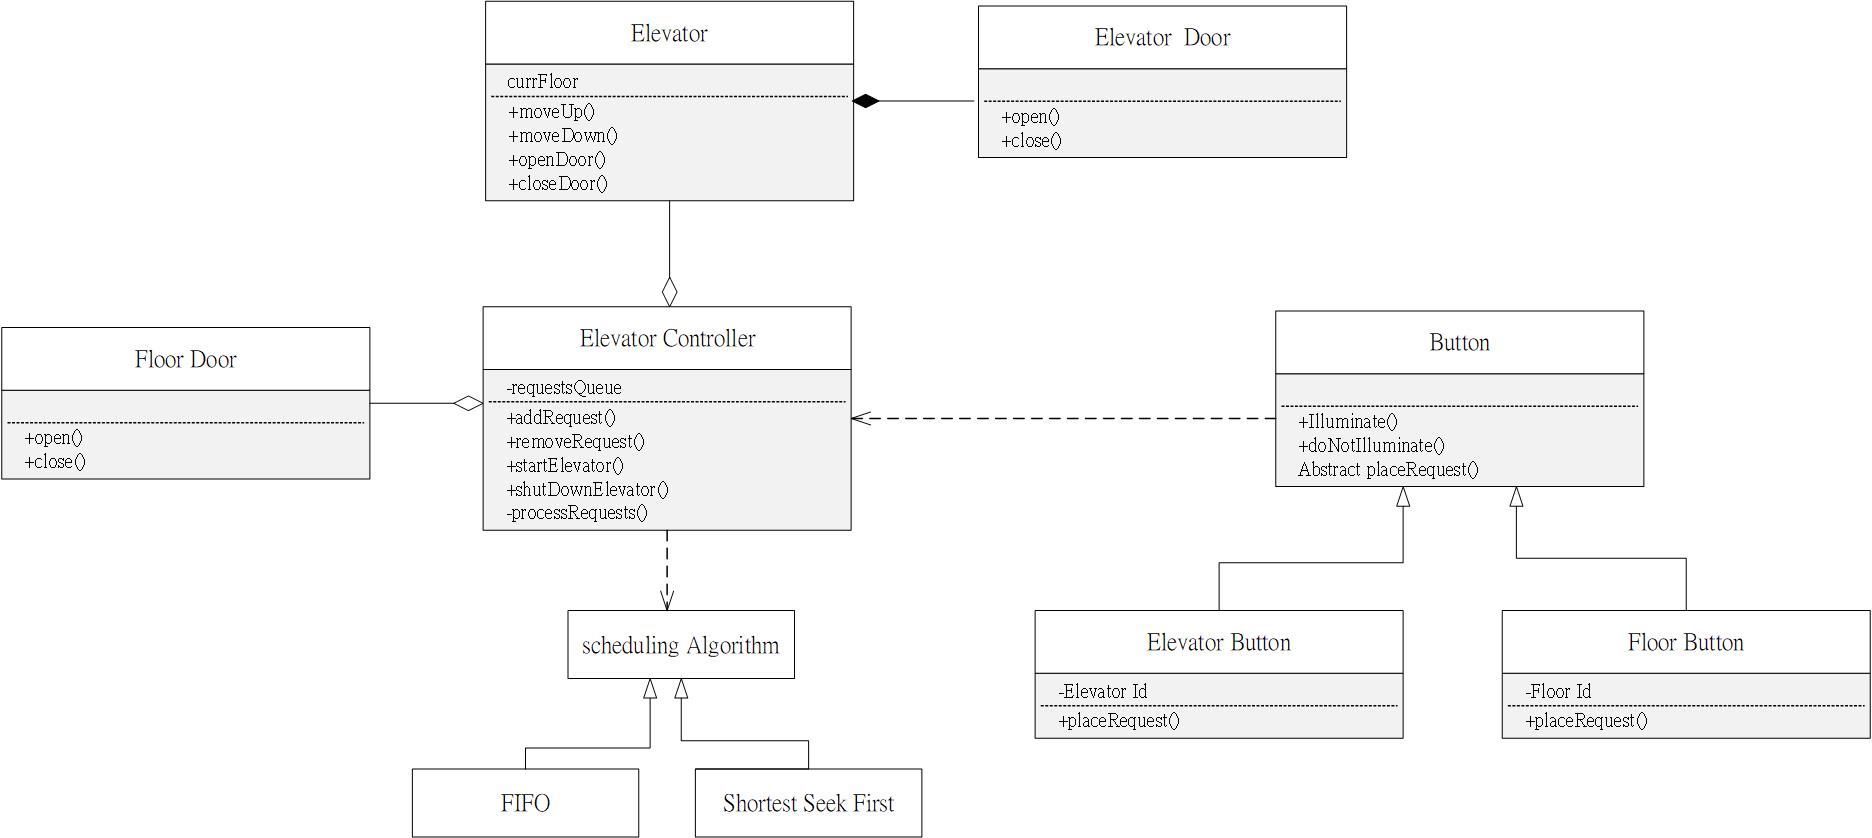 Elevator
currFloor
+moveUp()
+moveDown()
+openDoor()
+closeDoor()
Elevator Door
+open()
+close()
Floor Door
+open()
+close()
Elevator Controller
-requestsQueue
+addRequest()
+removeRequest()
+startElevator()
+shutDownElevator()
-processRequests()
Button
+Illuminate()
+doNotIlluminate()
Abstract placeRequest()
scheduling Algorithm
Elevator Button
-Elevator Id
+placeRequest()
Floor Button
-Floor Id
+placeRequest()
FIFO
Shortest Seek First